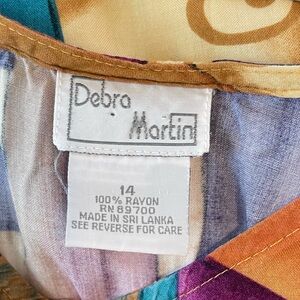 Debra
Martin
14
100% RAYON
RN 89700
MADE IN SRI LANKA
SEE REVERSE FOR CARE